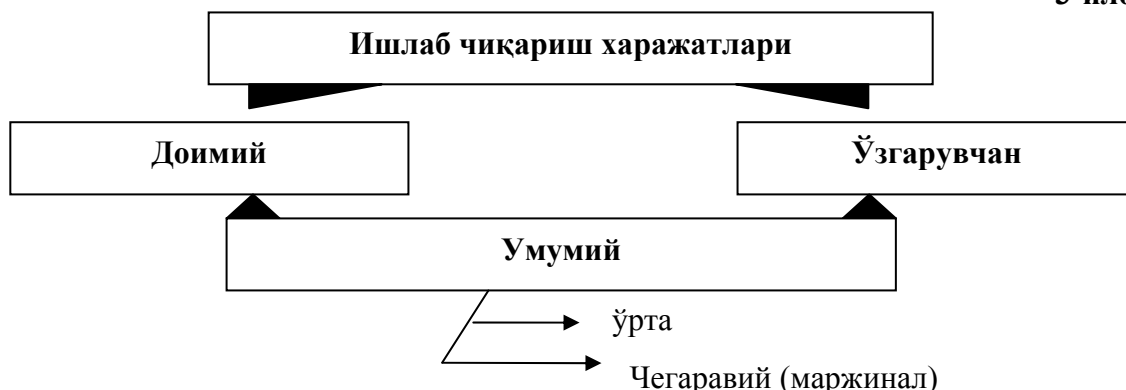 Ишлаб чиқариш харажатлари
Доимий
Ўзгарувчан
Умумий
ўрта
Чегаравий (маржинал)